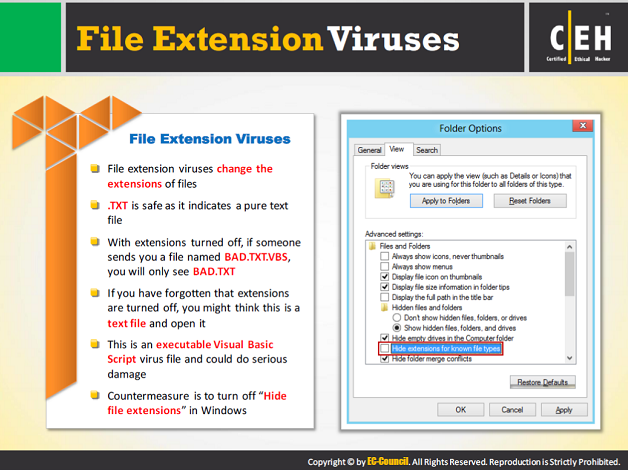 File Extension Viruses
C|EH
Certified Ethical Hacker
File Extension Viruses
File extension viruses change the
extensions of files
.TXT is safe as it indicates a pure text
file
With extensions turned off, if someone
sends you a file named BAD.TXT.VBS,
you will only see BAD.TXT
If you have forgotten that extensions
are turned off, you might think this is a
text file and open it
This is an executable Visual Basic
Script virus file and could do serious
damage
Countermeasure is to turn off “Hide
file extensions” in Windows
Folder Options
General View Search
Folder views
You can apply the view (such as Details or Icons) that
you are using for this folder to all folders of this type.
Apply to Folders Reset Folders
Advanced settings:
Files and Folders
Always show icons, never thumbnails
Always show menus
Display file icon on thumbnails
Display file size information in folder tips
Display the full path in the title bar
Hidden files and folders
Don't show hidden files, folders, or drives
Show hidden files, folders, and drives
Hide empty drives in the Computer folder
Hide extensions for known file types
Hide folder merge conflicts
Restore Defaults
OK Cancel Apply
Copyright © by EC-Council. All Rights Reserved. Reproduction is Strictly Prohibited.